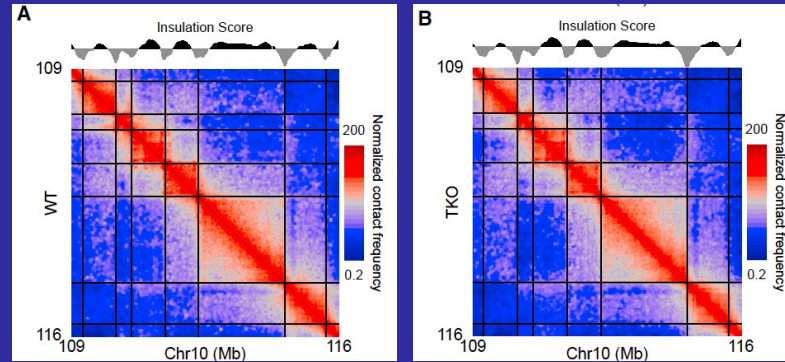 A
Insulation Score
109
WT
116
109
Chr10 (Mb)
116
200
0.2
Normalized contact frequency
B
Insulation Score
109
TKO
116
109
Chr10 (Mb)
116
200
0.2
Normalized contact frequency